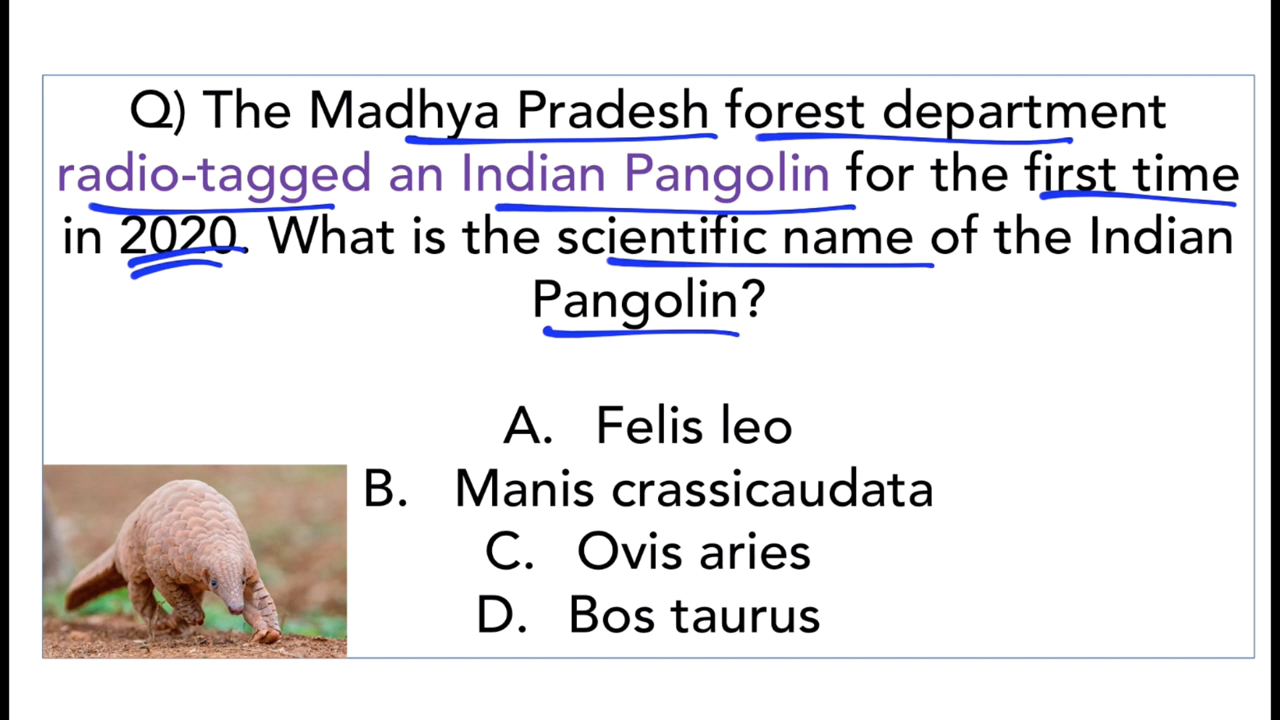 Q) The Madhya Pradesh forest department
radio-tagged an Indian Pangolin for the first time
in 2020. What is the scientific name of the Indian
Pangolin?
A. Felis leo
B. Manis crassicaudata
C. Ovis aries
D. Bos taurus